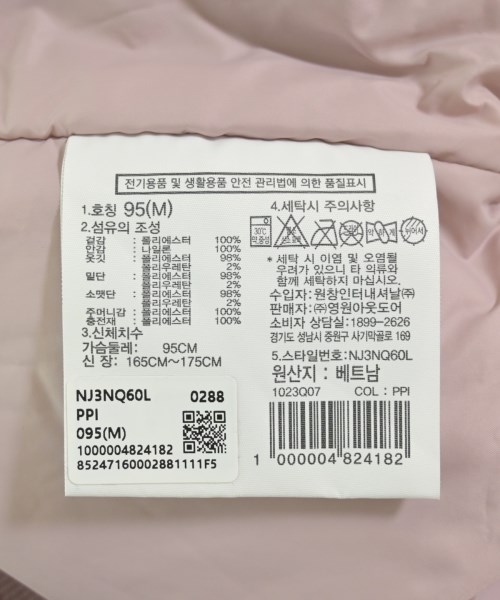 전기용품 및 생활용품 안전 관리법에 의한 품질표시
1.호칭 95(M)
2.섬유의 조성
겉감 : 폴리에스터 100%
안감 : 나일론 100%
옷깃 : 폴리에스터 98%
폴리우레탄 2%
밑단 : 폴리에스터 98%
폴리우레탄 2%
소맷단 : 폴리에스터 98%
폴리우레탄 2%
주머니감 : 폴리에스터 100%
충전재 : 폴리에스터 100%
3.신체치수
가슴둘레: 95CM
신 장: 165CM~175CM
4.세탁시 주의사항
30℃
* 세탁 시 이염 및 오염될
우려가 있으니 타 의류와
함께 세탁하지 마십시오.
수입자: 원창인터내셔날㈜
판매자: ㈜영원아웃도어
소비자 상담실:1899-2626
경기도 성남시 중원구 사기막골로 169
5.스타일번호: NJ3NQ60L
원산지: 베트남
1023Q07 COL : PPI
1 000004 824182
NJ3NQ60L 0288
PPI
095(M)
1000004824182
85247160002881111F5